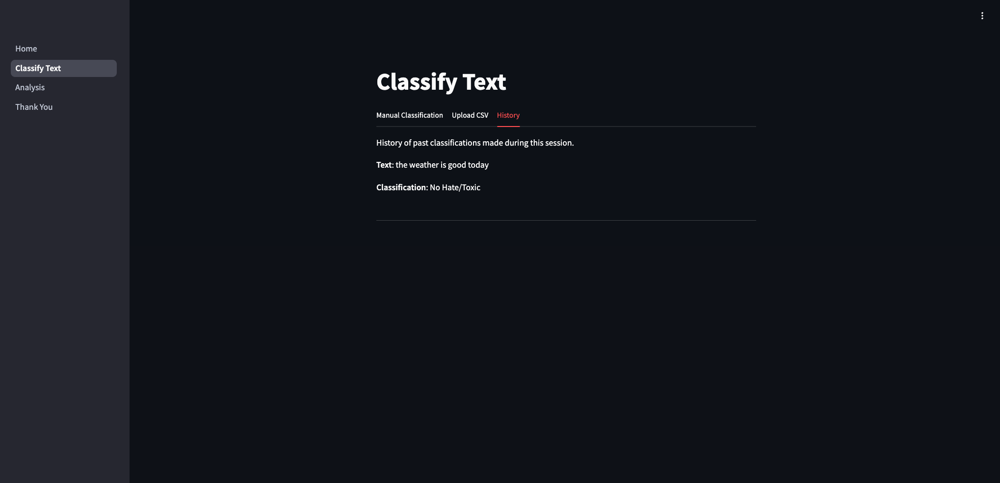 Home
Classify Text
Analysis
Thank You
Classify Text
Manual Classification Upload CSV History
History of past classifications made during this session.
Text: the weather is good today
Classification: No Hate/Toxic